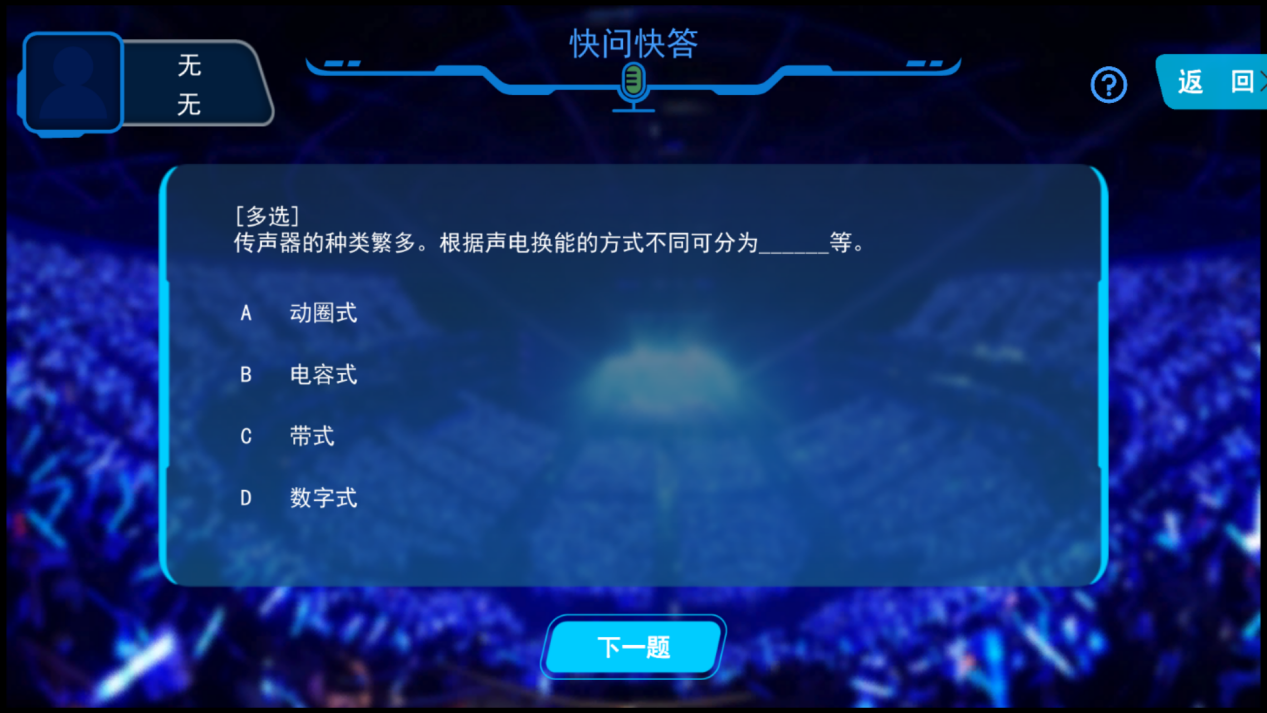 快问快答
无
无
返 回
[多选]
传声器的种类繁多。根据声电换能的方式不同可分为______等。
A 动圈式
B 电容式
C 带式
D 数字式
下一题